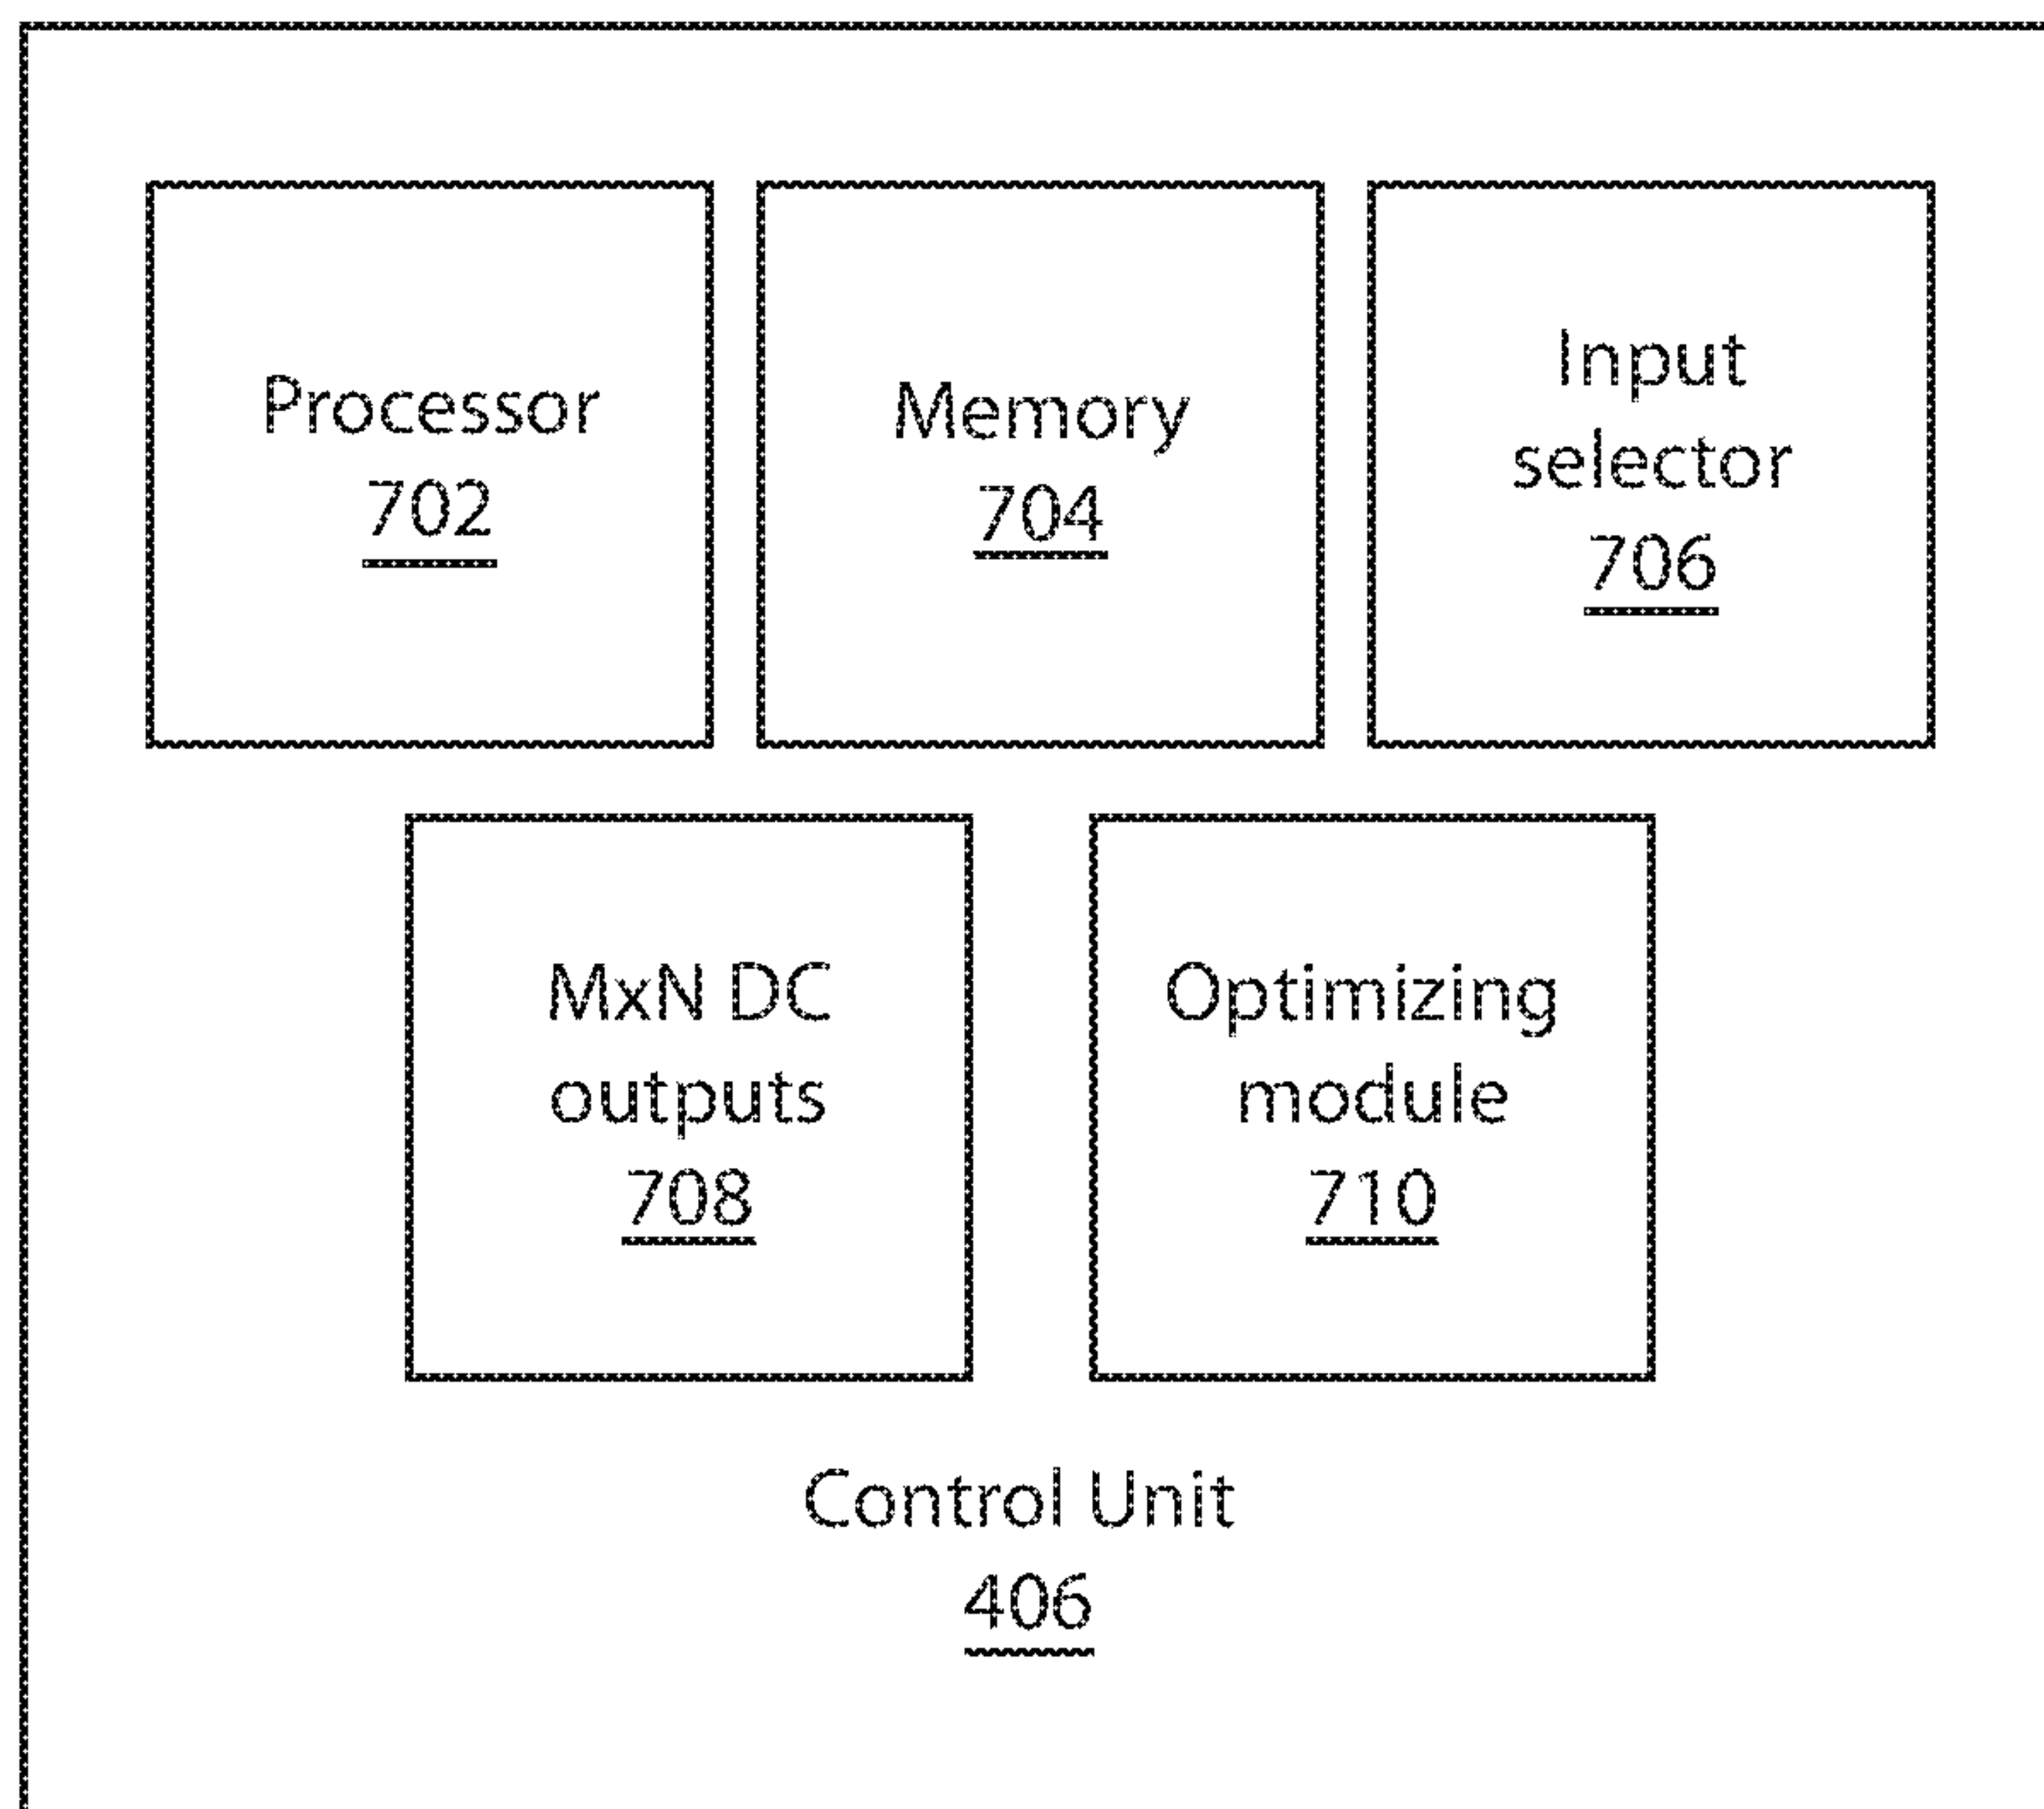 Processor
702
Memory
704
Input
selector
706
MxN DC
outputs
708
Optimizing
module
710
Control Unit
406